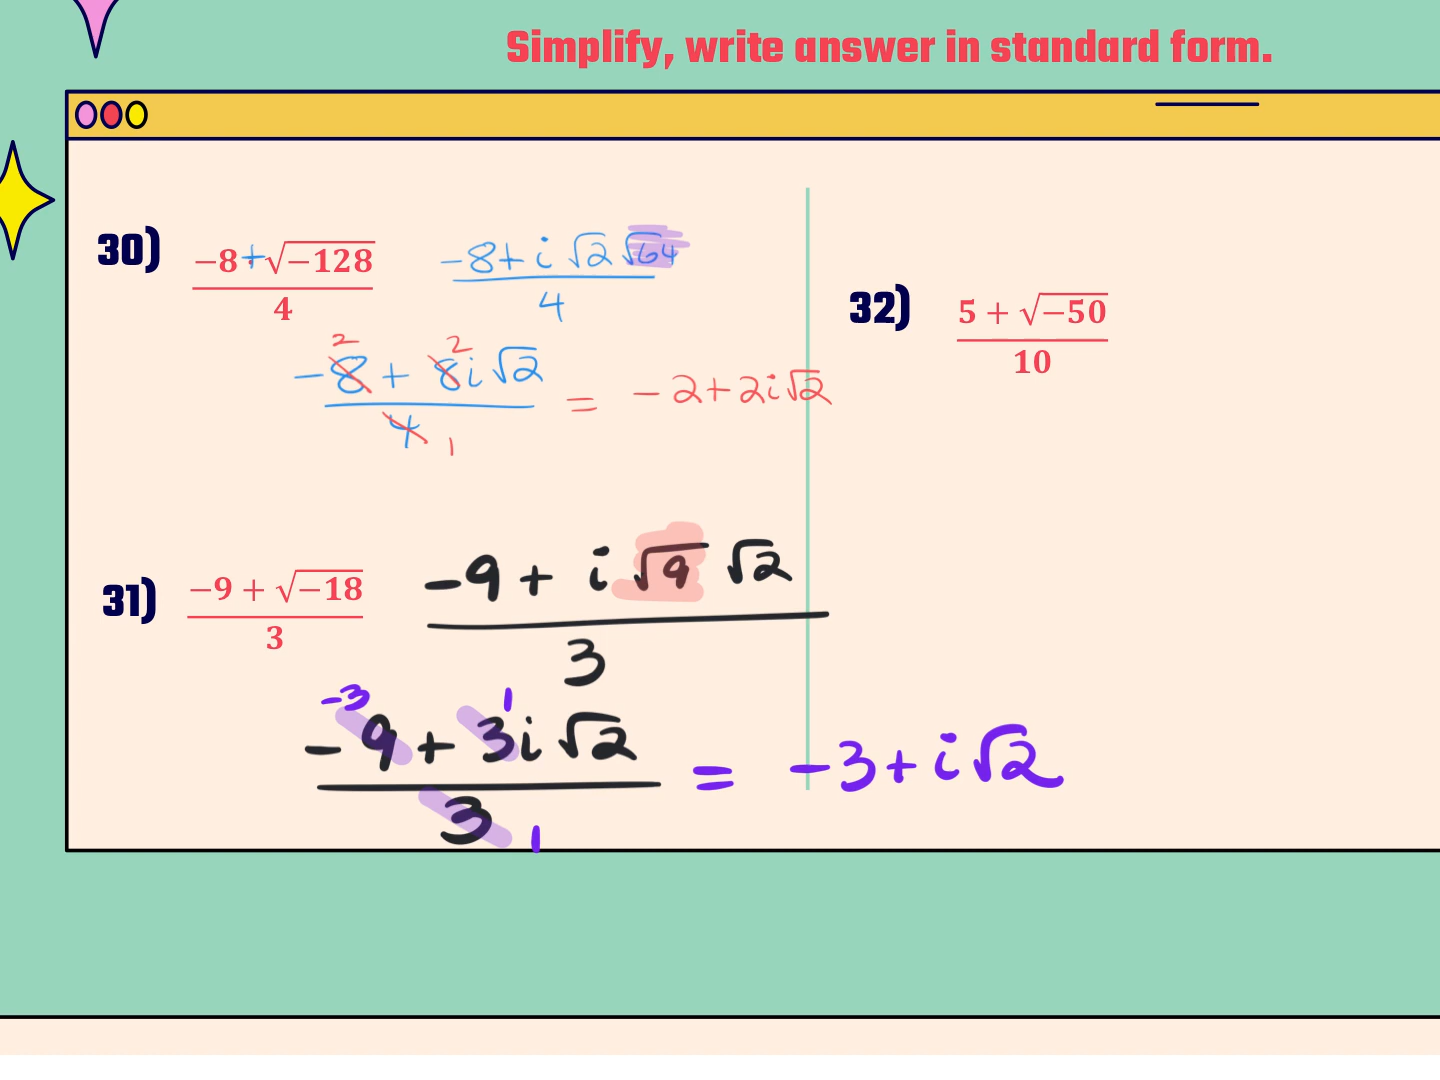 Simplify, write answer in standard form.
30) (−8+√(−128))/4
(−8+i√2√64)/4
(−8+8i√2)/4 = −2+2i√2
2 2 1
31) (−9 + √(−18))/3
(−9+i√9√2)/3
(−9+3i√2)/3 = −3+i√2
−3 1 1
32) (5 + √(−50))/10